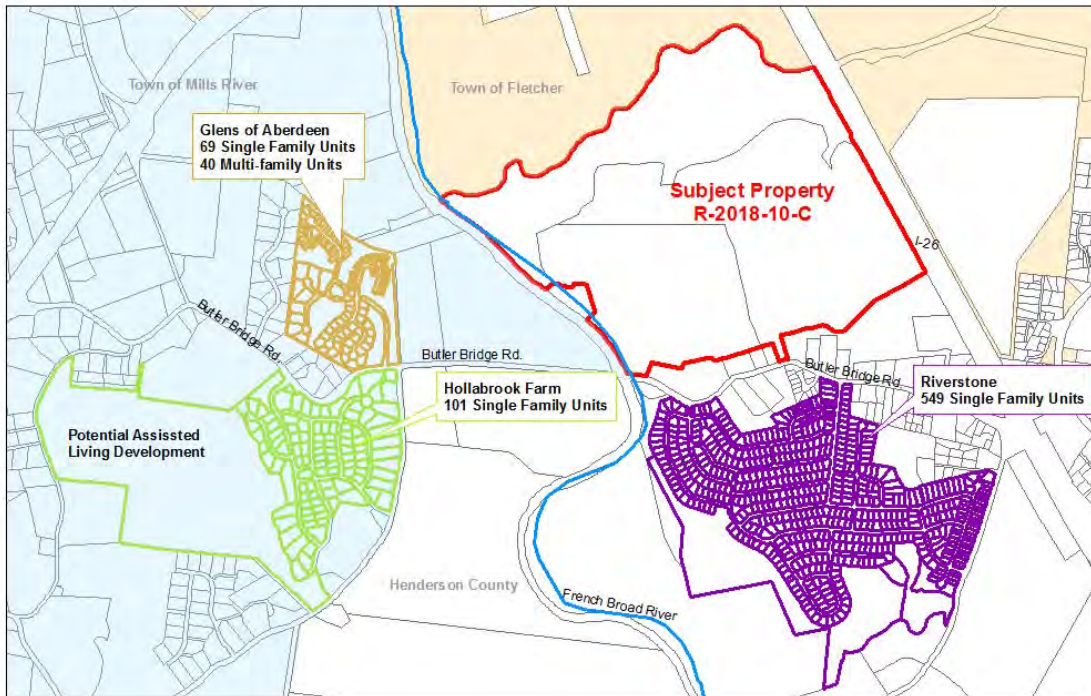 Town of Mills River
Town of Fletcher
Glens of Aberdeen
69 Single Family Units
40 Multi-family Units
Subject Property
R-2018-10-C
I-26
Butler Bridge Rd.
Butler Bridge Rd.
Butler Bridge Rd.
Hollabrook Farm
101 Single Family Units
Riverstone
549 Single Family Units
Potential Assissted
Living Development
Henderson County
French Broad River